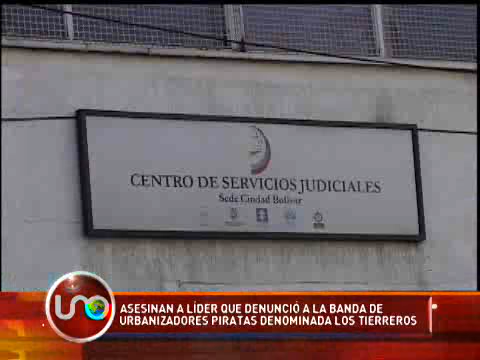 CENTRO DE SERVICIOS JUDICIALES
Sede Ciudad Bolívar
UNO
ASESINAN A LÍDER QUE DENUNCIÓ A LA BANDA DE
URBANIZADORES PIRATAS DENOMINADA LOS TIERREROS